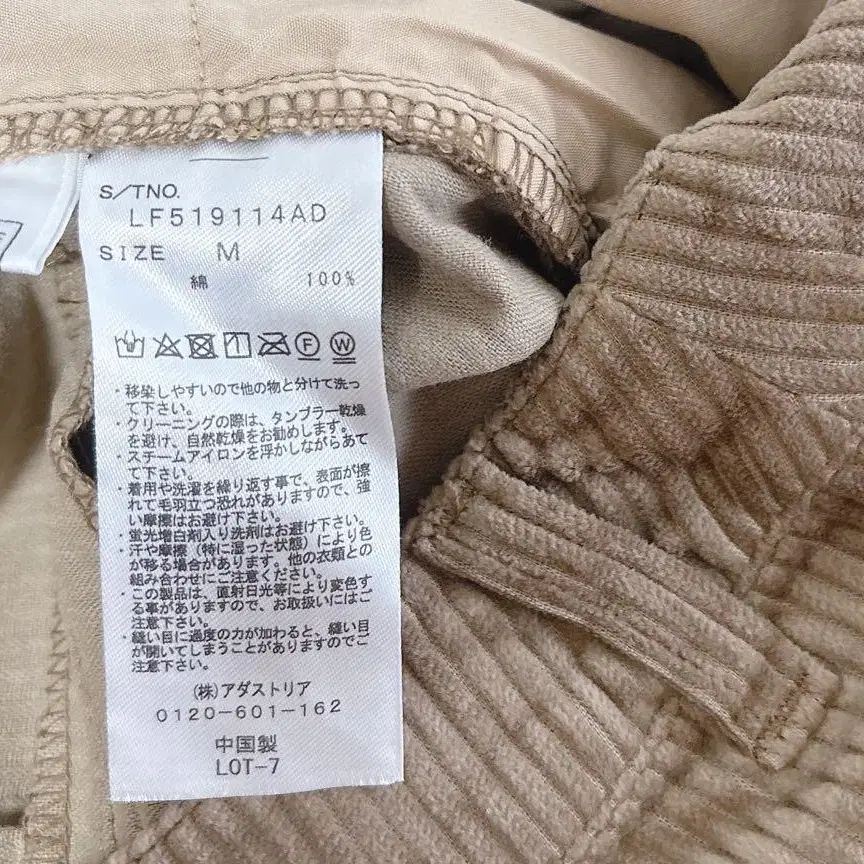 S/TNO.
LF519114AD
SIZE M
綿 100%
・移染しやすいので他の物と分けて洗っ
て下さい。
・クリーニングの際は、タンブラー乾燥
を避け、自然乾燥をお勧めします。
・スチームアイロンを浮かしながらあて
て下さい。
・着用や洗濯を繰り返す事で、表面が擦
れて毛羽立つ恐れがありますので、強
い摩擦はお避け下さい。
・蛍光増白剤入り洗剤はお避け下さい。
・汗や摩擦（特に湿った状態）により色
が移る場合があります。他の衣類との
組み合わせにご注意ください。
・この製品は、直射日光等により変色す
る事がありますので、お取扱いにはご
注意下さい。
・縫い目に過度の力が加わると、縫い目
が開いてしまうことがありますのでご
注意下さい。
(株)アダストリア
0120-601-162
中国製
LOT-7